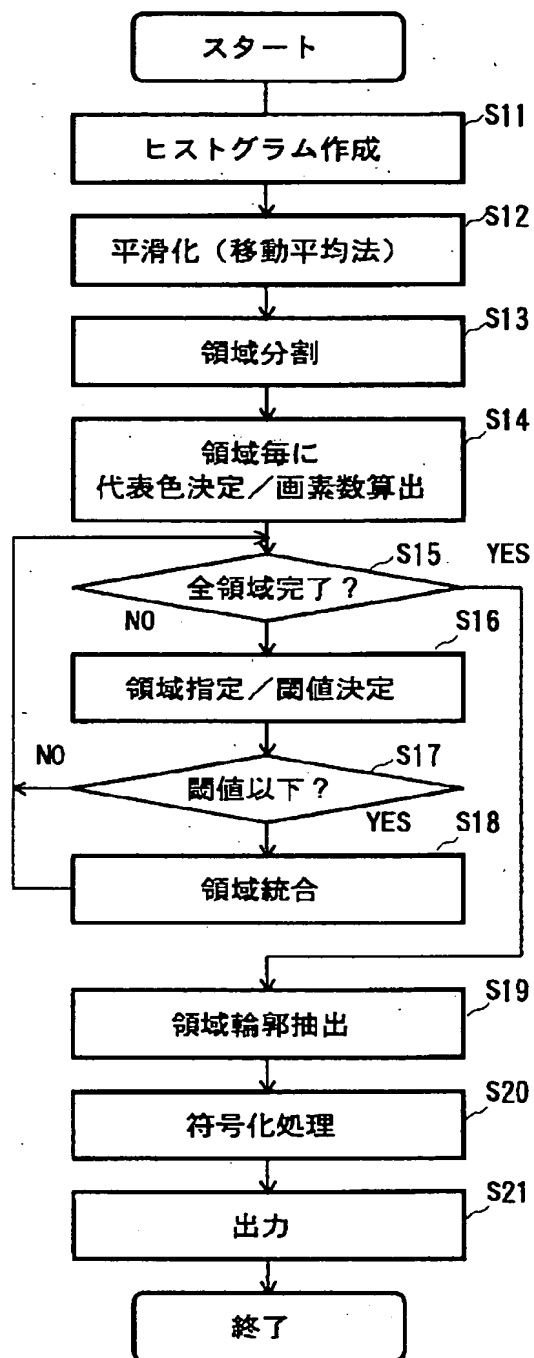 スタート
S11
ヒストグラム作成
S12
平滑化（移動平均法）
S13
領域分割
S14
領域毎に
代表色決定／画素数算出
S15
YES
全領域完了？
NO
S16
領域指定／閾値決定
NO
S17
閾値以下？
YES
S18
領域統合
S19
領域輪郭抽出
S20
符号化処理
S21
出力
終了